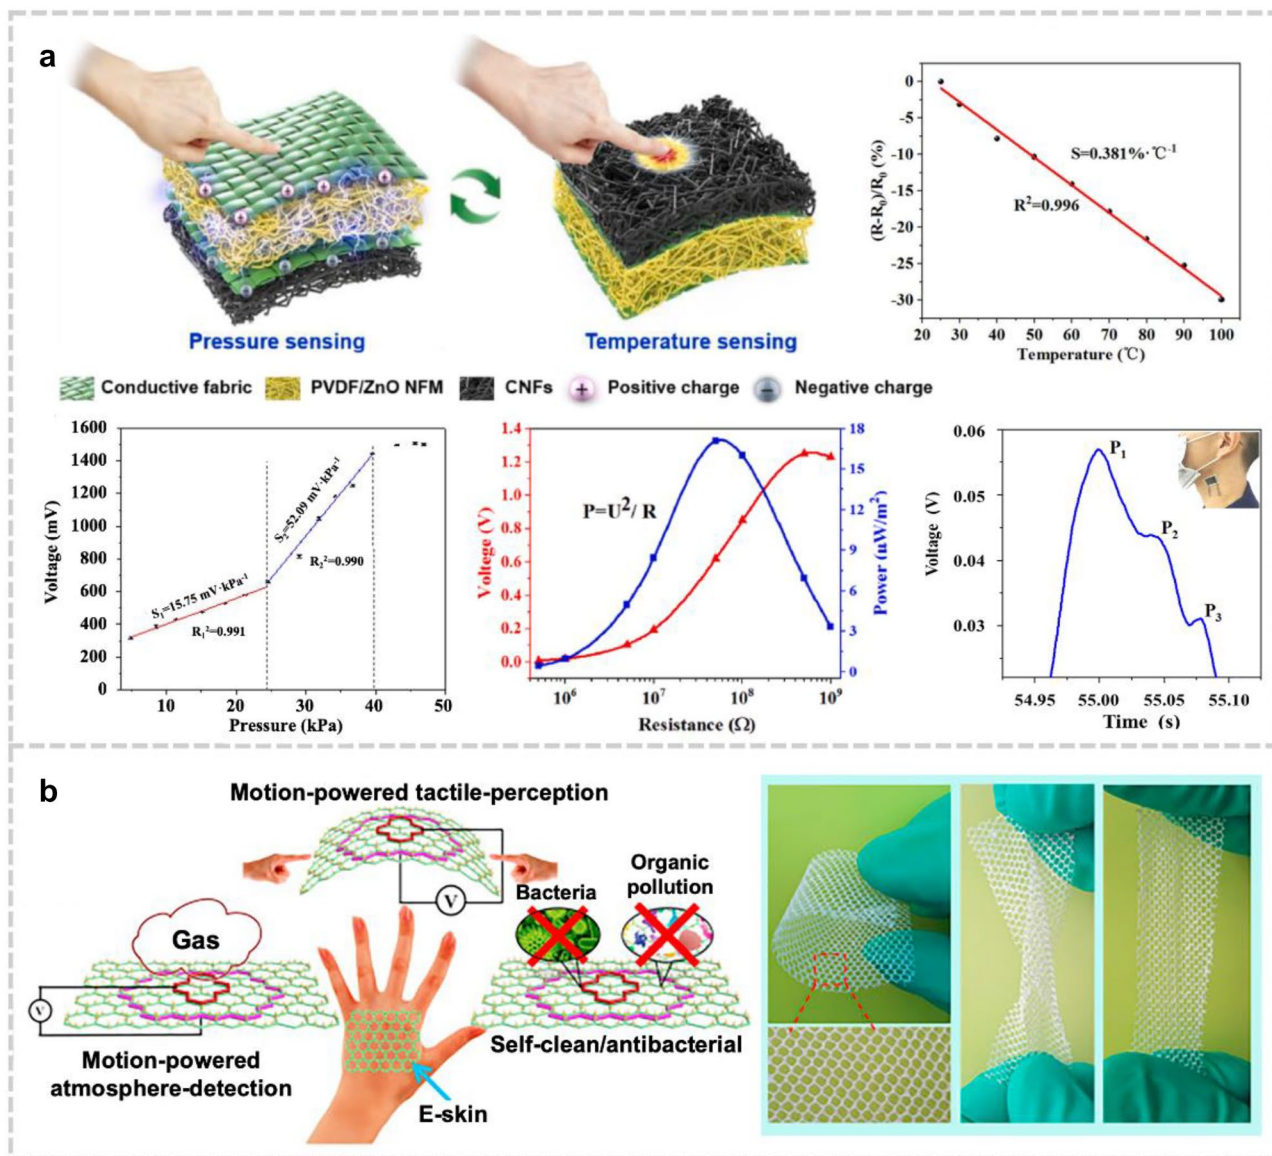 a
Pressure sensing
Temperature sensing
0
-5
-10
-15
-20
-25
-30
(R-R₀)/R₀ (%)
S=0.381%·℃⁻¹
R²=0.996
20 30 40 50 60 70 80 90 100
Temperature (℃)
Conductive fabric PVDF/ZnO NFM CNFs + Positive charge − Negative charge
1600
1400
1200
1000
800
600
400
200
0
Voltage (mV)
S₁=15.75 mV·kPa⁻¹
R₁²=0.991
S₂=52.09 mV·kPa⁻¹
R₂²=0.990
10 20 30 40 50
Pressure (kPa)
1.4
1.2
1.0
0.8
0.6
0.4
0.2
0.0
Voltege (V)
P=U²/ R
18
15
12
9
6
3
0
Power (uW/m²)
10⁶ 10⁷ 10⁸ 10⁹
Resistance (Ω)
0.06
0.05
0.04
0.03
Voltage (V)
P₁
P₂
P₃
54.95 55.00 55.05 55.10
Time (s)
b
Motion-powered tactile-perception
V
Bacteria
Organic
pollution
Gas
V
Motion-powered
atmosphere-detection
Self-clean/antibacterial
E-skin